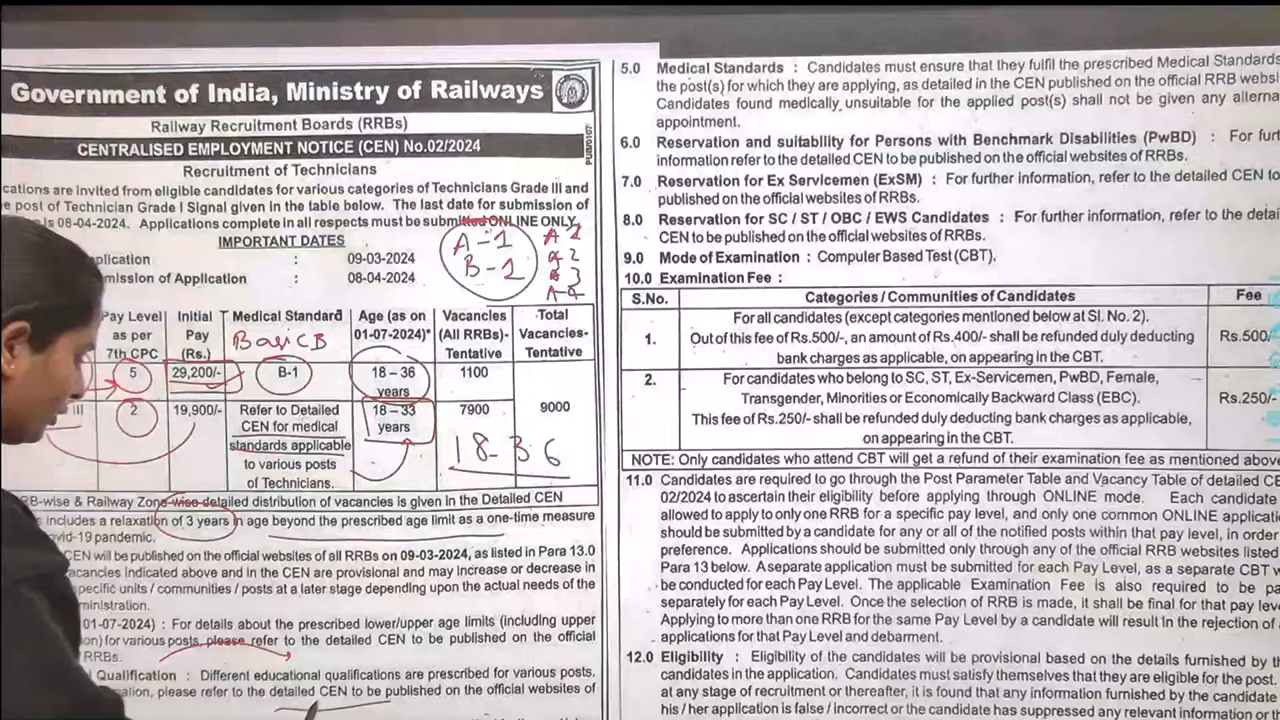 Government of India, Ministry of Railways
Railway Recruitment Boards (RRBs)
CENTRALISED EMPLOYMENT NOTICE (CEN) No.02/2024
PUB/0107
Recruitment of Technicians
cations are invited from eligible candidates for various categories of Technicians Grade III and
e post of Technician Grade I Signal given in the table below. The last date for submission of
is 08-04-2024. Applications complete in all respects must be submitted ONLINE ONLY.
IMPORTANT DATES
plication : 09-03-2024
mission of Application : 08-04-2024
A-1
B-1
A 1
2
3
Pay Level as per 7th CPC
Initial Pay (Rs.)
Medical Standard
Age (as on 01-07-2024)*
Vacancies (All RRBs)- Tentative
Total Vacancies- Tentative
5 29,200/- B-1 18 – 36 years 1100
III 2 19,900/- Refer to Detailed 18 – 33 years 7900 9000
CEN for medical
standards applicable
to various posts
of Technicians.
18-36
RB-wise & Railway Zone-wise detailed distribution of vacancies is given in the Detailed CEN
includes a relaxation of 3 years in age beyond the prescribed age limit as a one-time measure
vid-19 pandemic.
CEN will be published on the official websites of all RRBs on 09-03-2024, as listed in Para 13.0
acancies indicated above and in the CEN are provisional and may increase or decrease in
pecific units / communities / posts at a later stage depending upon the actual needs of the
ministration.
01-07-2024) : For details about the prescribed lower/upper age limits (including upper
on) for various posts, please refer to the detailed CEN to be published on the official
RRBs.
Qualification : Different educational qualifications are prescribed for various posts.
ation, please refer to the detailed CEN to be published on the official websites of
5.0 Medical Standards : Candidates must ensure that they fulfil the prescribed Medical Standards
the post(s) for which they are applying, as detailed in the CEN published on the official RRB websi
Candidates found medically unsuitable for the applied post(s) shall not be given any alterna
appointment.
6.0 Reservation and suitability for Persons with Benchmark Disabilities (PwBD) : For furt
information refer to the detailed CEN to be published on the official websites of RRBs.
7.0 Reservation for Ex Servicemen (ExSM) : For further information, refer to the detailed CEN to
published on the official websites of RRBs.
8.0 Reservation for SC / ST / OBC / EWS Candidates : For further information, refer to the detai
CEN to be published on the official websites of RRBs.
9.0 Mode of Examination : Computer Based Test (CBT).
10.0 Examination Fee :
S.No. Categories / Communities of Candidates Fee
1. For all candidates (except categories mentioned below at Sl. No. 2). Rs.500
Out of this fee of Rs.500/-, an amount of Rs.400/- shall be refunded duly deducting
bank charges as applicable, on appearing in the CBT.
2. For candidates who belong to SC, ST, Ex-Servicemen, PwBD, Female, Rs.250/-
Transgender, Minorities or Economically Backward Class (EBC).
This fee of Rs.250/- shall be refunded duly deducting bank charges as applicable,
on appearing in the CBT.
NOTE: Only candidates who attend CBT will get a refund of their examination fee as mentioned above
11.0 Candidates are required to go through the Post Parameter Table and Vacancy Table of detailed CE
02/2024 to ascertain their eligibility before applying through ONLINE mode. Each candidate
allowed to apply to only one RRB for a specific pay level, and only one common ONLINE applicati
should be submitted by a candidate for any or all of the notified posts within that pay level, in order
preference. Applications should be submitted only through any of the official RRB websites listed
Para 13 below. A separate application must be submitted for each Pay Level, as a separate CBT w
be conducted for each Pay Level. The applicable Examination Fee is also required to be pa
separately for each Pay Level. Once the selection of RRB is made, it shall be final for that pay leve
Applying to more than one RRB for the same Pay Level by a candidate will result in the rejection of
applications for that Pay Level and debarment.
12.0 Eligibility : Eligibility of the candidates will be provisional based on the details furnished by th
candidates in the application. Candidates must satisfy themselves that they are eligible for the post.
at any stage of recruitment or thereafter, it is found that any information furnished by the candidate
his / her application is false / incorrect or the candidate has suppressed any relevant information or th